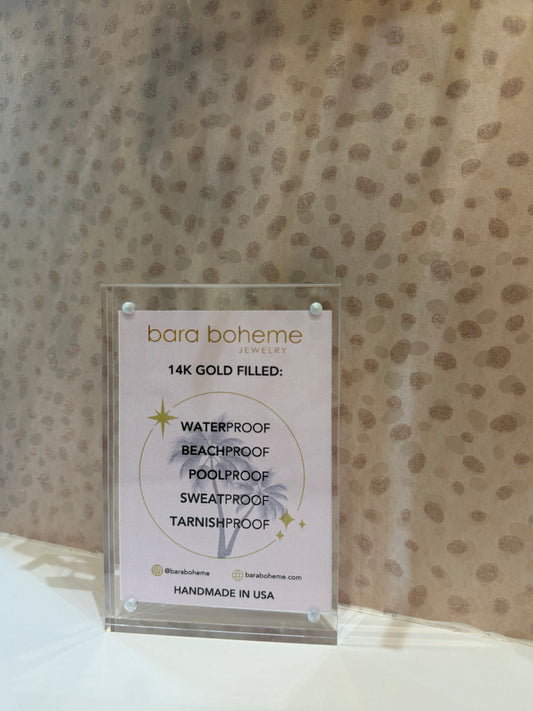 bara boheme
JEWELRY
14K GOLD FILLED:
WATERPROOF
BEACHPROOF
POOLPROOF
SWEATPROOF
TARNISHPROOF
@baraboheme baraboheme.com
HANDMADE IN USA